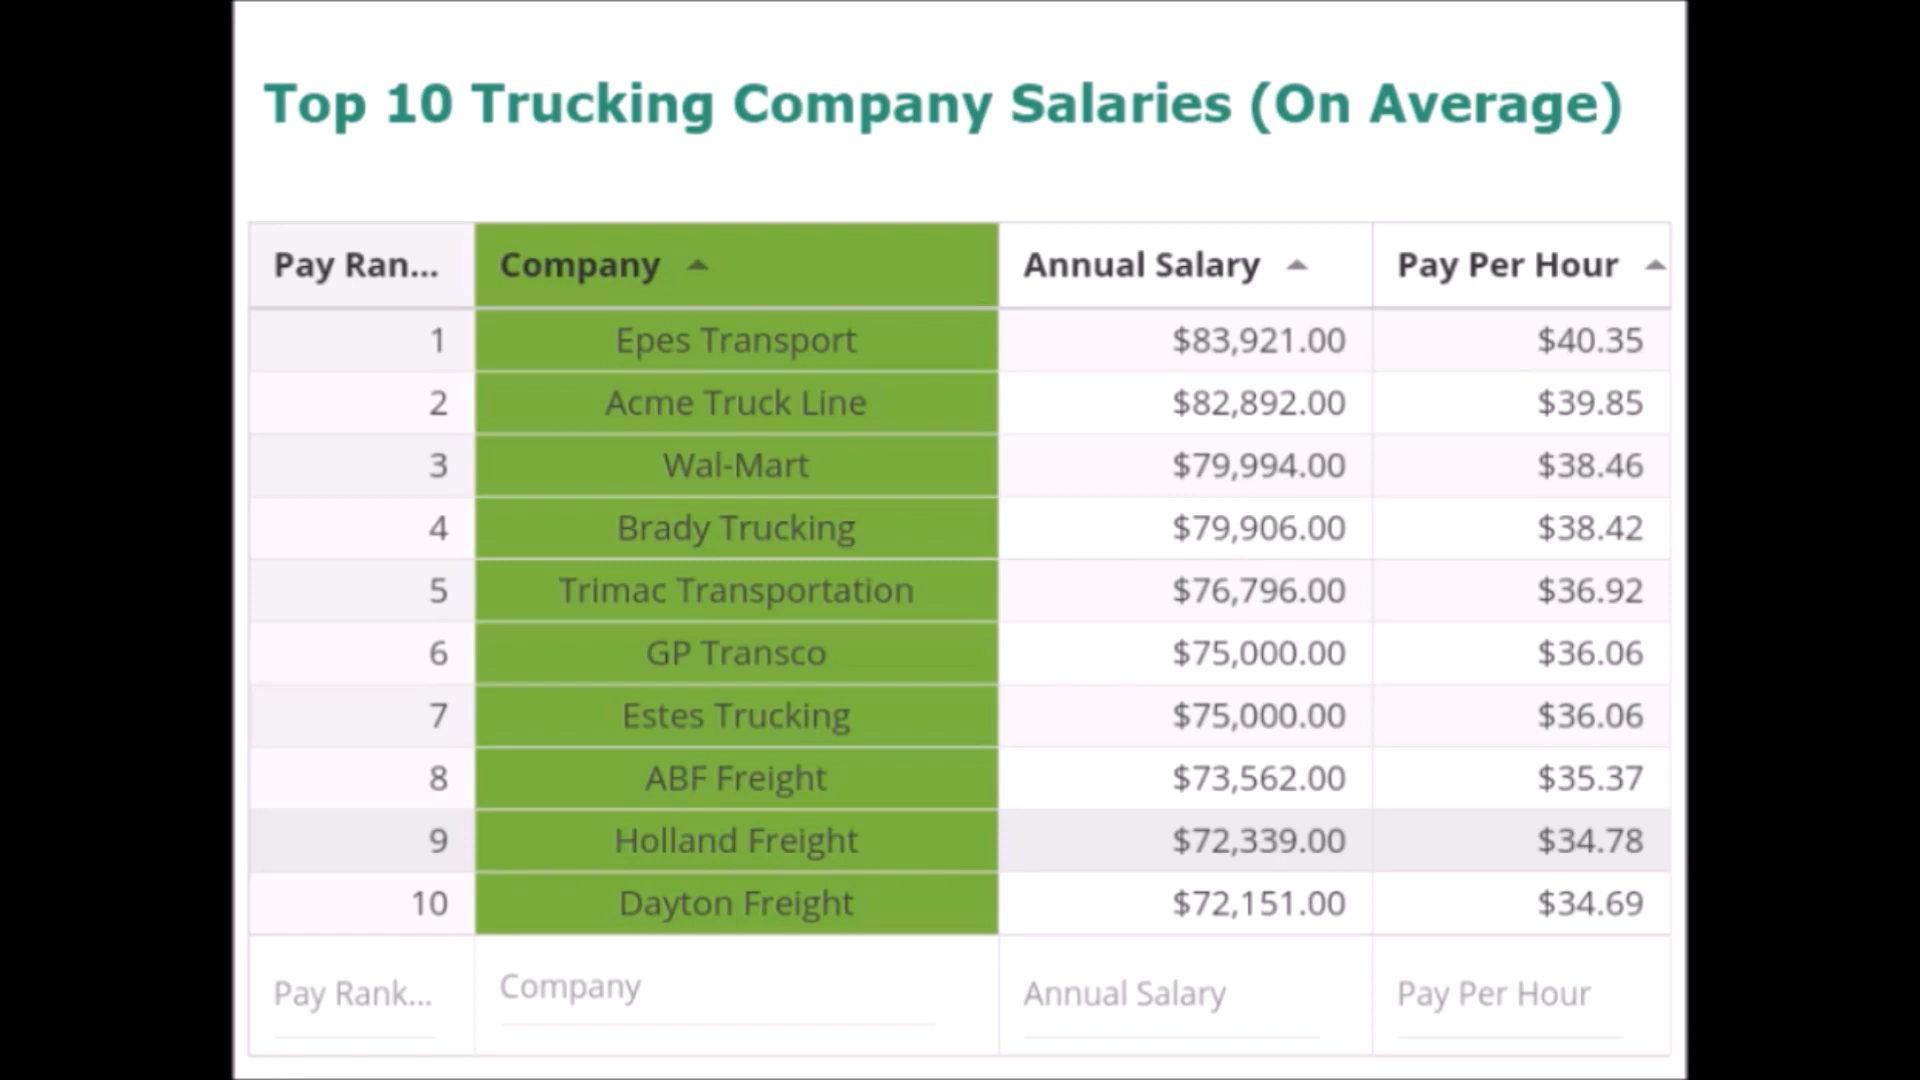 Top 10 Trucking Company Salaries (On Average)
Pay Ran... Company Annual Salary Pay Per Hour
1 Epes Transport $83,921.00 $40.35
2 Acme Truck Line $82,892.00 $39.85
3 Wal-Mart $79,994.00 $38.46
4 Brady Trucking $79,906.00 $38.42
5 Trimac Transportation $76,796.00 $36.92
6 GP Transco $75,000.00 $36.06
7 Estes Trucking $75,000.00 $36.06
8 ABF Freight $73,562.00 $35.37
9 Holland Freight $72,339.00 $34.78
10 Dayton Freight $72,151.00 $34.69
Pay Rank... Company Annual Salary Pay Per Hour